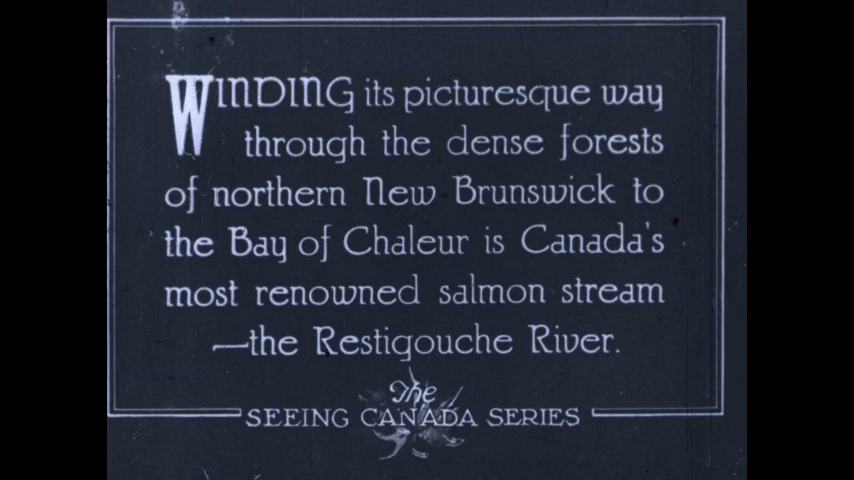 WINDING its picturesque way
through the dense forests
of northern New Brunswick to
the Bay of Chaleur is Canada's
most renowned salmon stream
—the Restigouche River.
The
SEEING CANADA SERIES